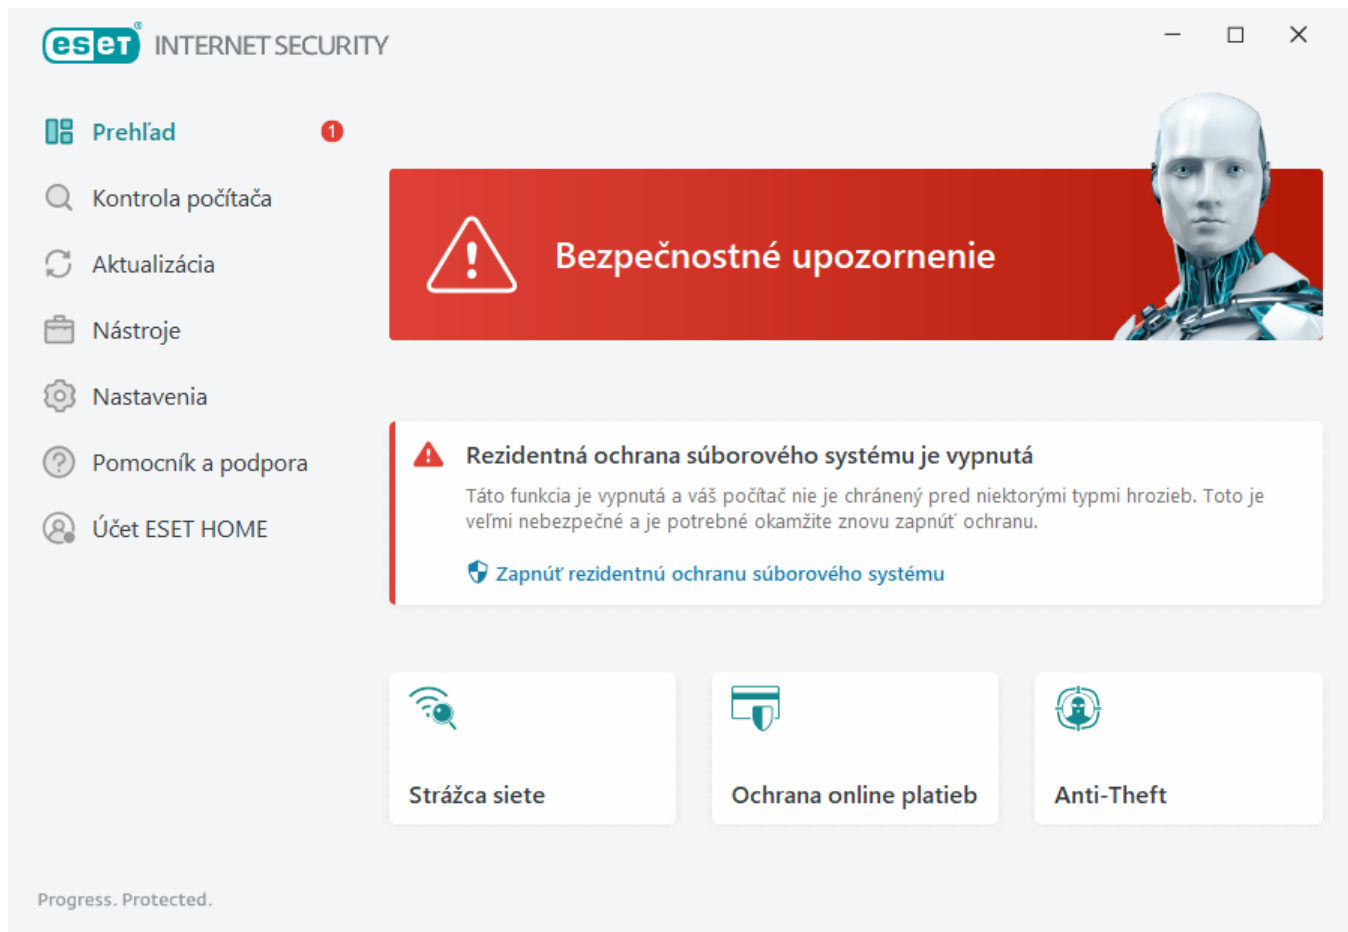 eset® INTERNET SECURITY
Prehľad
1
Kontrola počítača
Aktualizácia
Nástroje
Nastavenia
Pomocník a podpora
Účet ESET HOME
Bezpečnostné upozornenie
Rezidentná ochrana súborového systému je vypnutá
Táto funkcia je vypnutá a váš počítač nie je chránený pred niektorými typmi hrozieb. Toto je
veľmi nebezpečné a je potrebné okamžite znovu zapnúť ochranu.
Zapnúť rezidentnú ochranu súborového systému
Strážca siete
Ochrana online platieb
Anti-Theft
Progress. Protected.